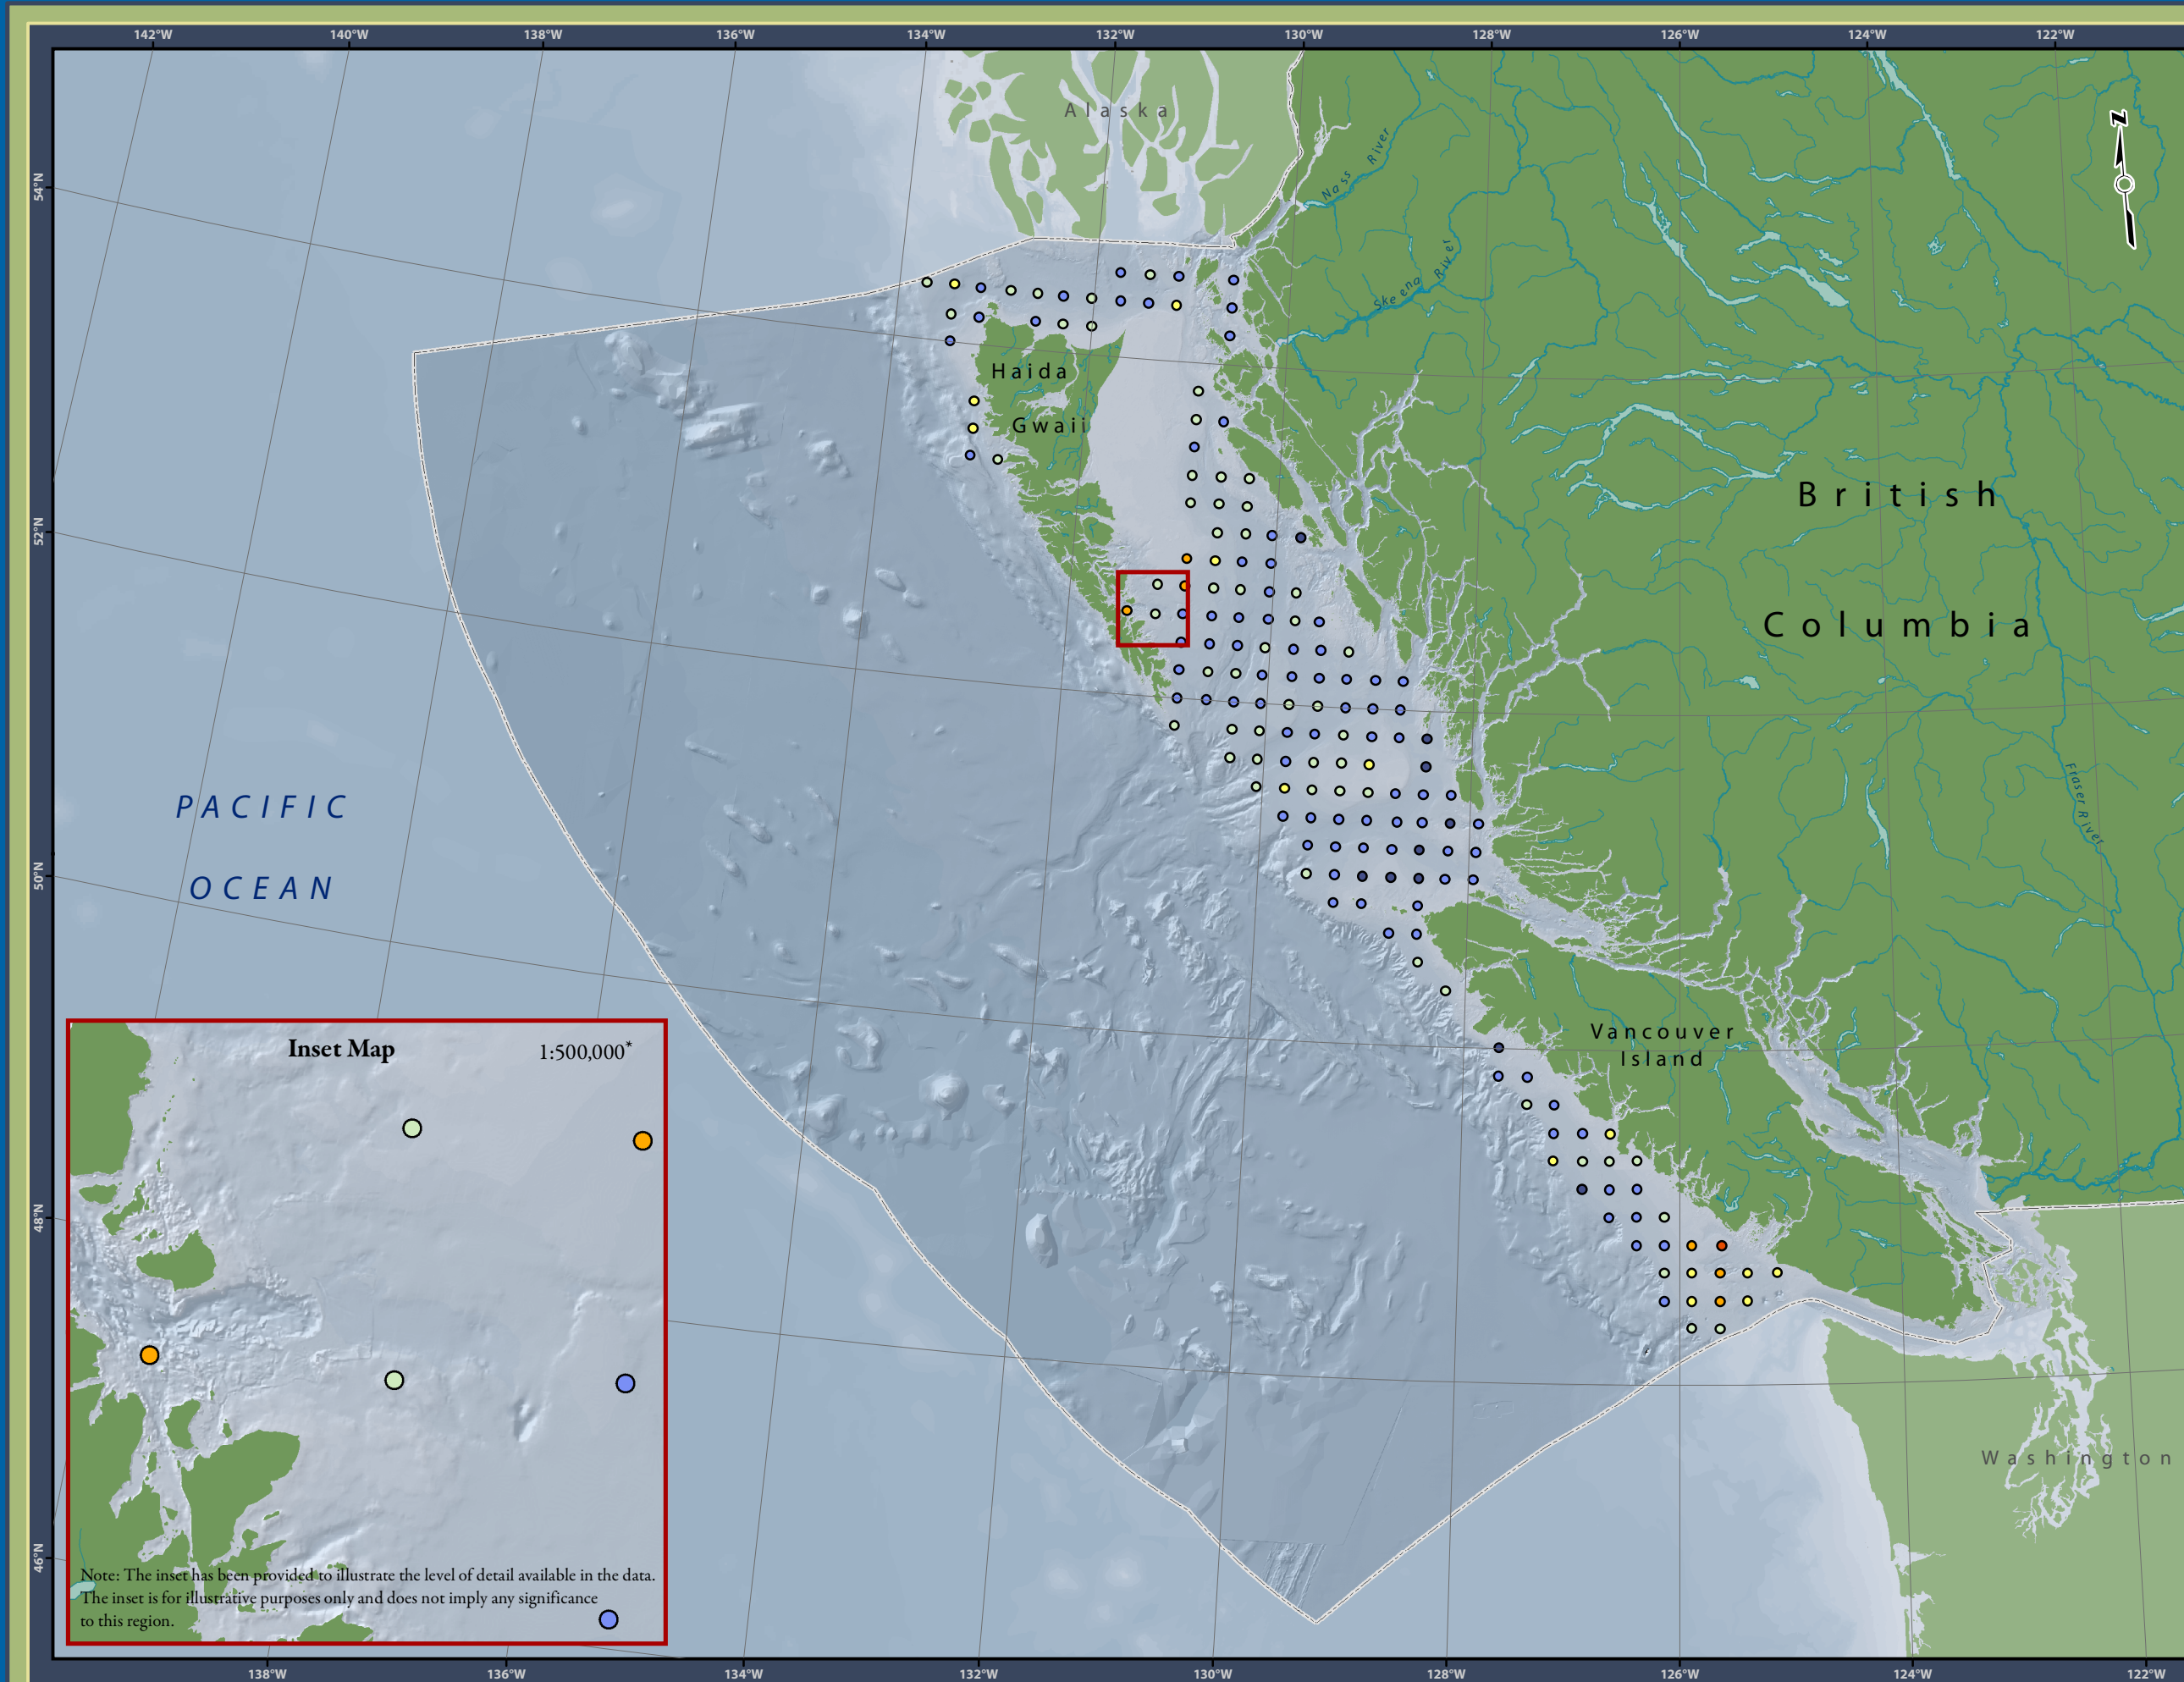 142°W 140°W 138°W 136°W 134°W 132°W 130°W 128°W 126°W 124°W 122°W
Alaska
N
Nass River
54°N
Skeena River
Haida
Gwaii
British
52°N
Columbia
PACIFIC
Fraser River
50°N
OCEAN
Vancouver
Island
Inset Map 1:500,000*
48°N
Washington
46°N
Note: The inset has been provided to illustrate the level of detail available in the data.
The inset is for illustrative purposes only and does not imply any significance
to this region.
138°W 136°W 134°W 132°W 130°W 128°W 126°W 124°W 122°W